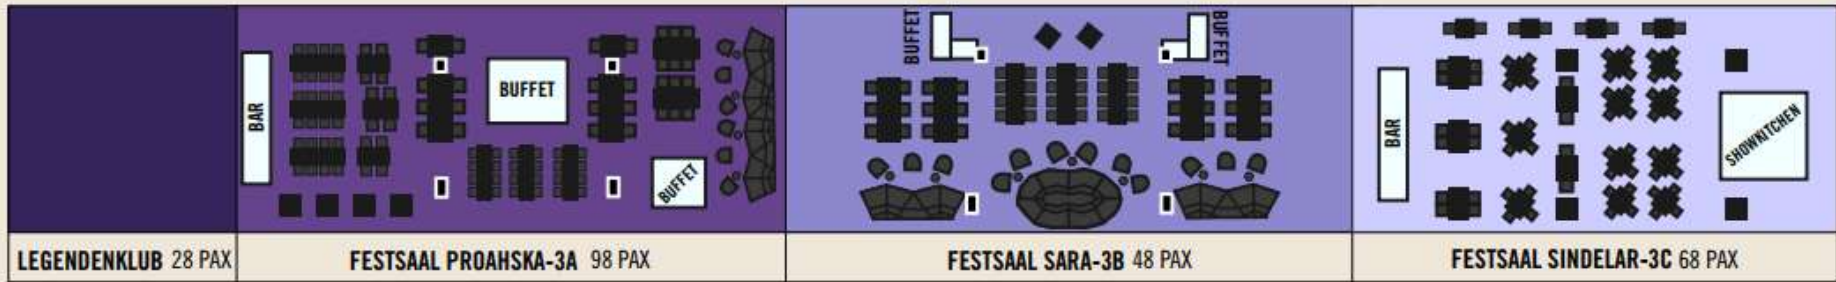 BAR
BUFFET
BUFFET
BUFFET
BUFFET
BAR
SHOWKITCHEN
LEGENDENKLUB 28 PAX
FESTSAAL PROAHSKA-3A 98 PAX
FESTSAAL SARA-3B 48 PAX
FESTSAAL SINDELAR-3C 68 PAX